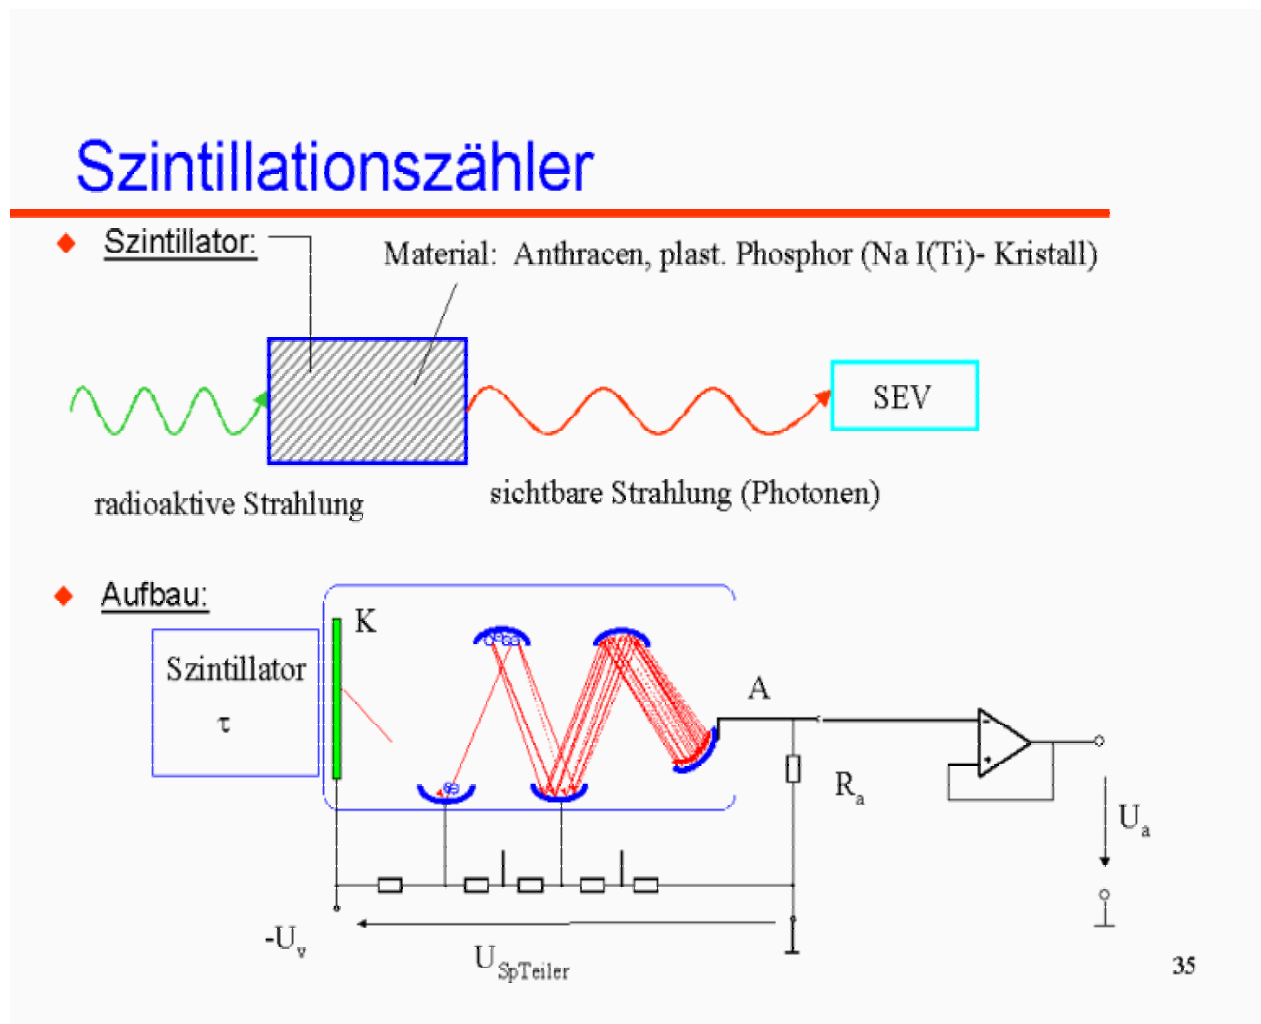 Szintillationszähler
Szintillator:
Material: Anthracen, plast. Phosphor (Na I(Ti)- Kristall)
SEV
radioaktive Strahlung
sichtbare Strahlung (Photonen)
Aufbau:
K
Szintillator
τ
A
-
+
Ra
Ua
-Uv
USpTeiler
35